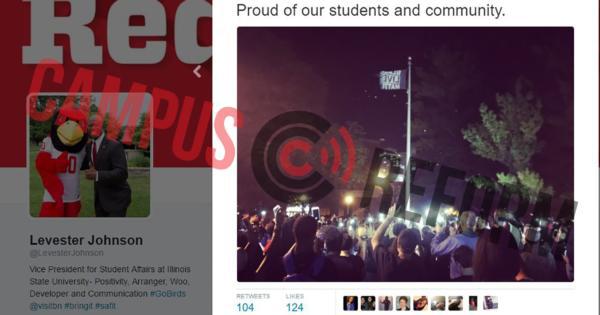 Red
Proud of our students and community.
CAMPUS
REFORM
Levester Johnson
@LevesterJohnson
Vice President for Student Affairs at Illinois
State University- Positivity, Arranger, Woo,
Developer and Communication #GoBirds
@visitbn #bringit #safit
RETWEETS
LIKES
104
124